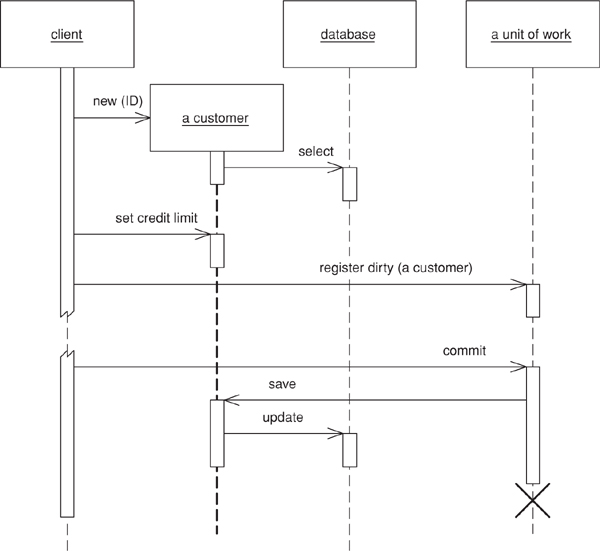 client
database
a unit of work
new (ID)
a customer
select
set credit limit
register dirty (a customer)
commit
save
update